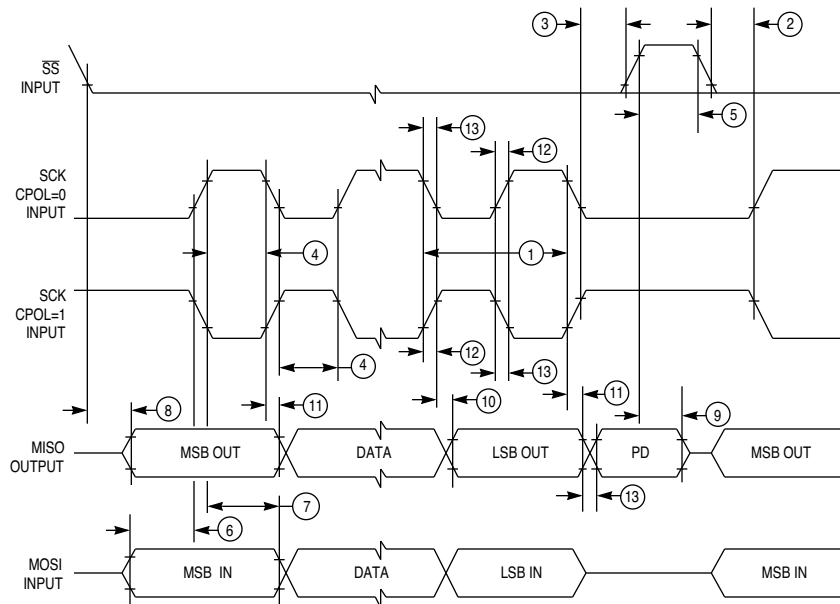 3
2
SS
INPUT
5
13
12
SCK
CPOL=0
INPUT
4
1
SCK
CPOL=1
INPUT
12
4
13
8
11
10
11
9
MISO
OUTPUT
MSB OUT
DATA
LSB OUT
PD
MSB OUT
13
7
6
MOSI
INPUT
MSB IN
DATA
LSB IN
MSB IN